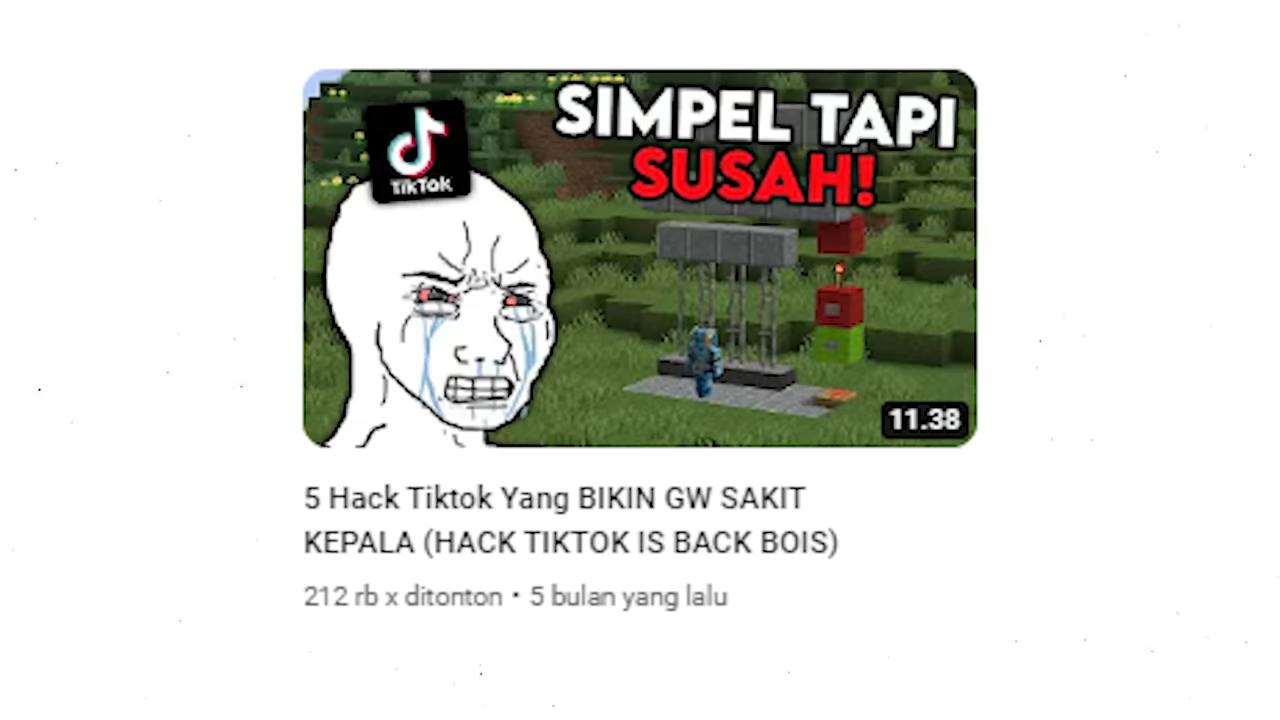 SIMPEL TAPI
SUSAH!
TikTok
11.38
5 Hack Tiktok Yang BIKIN GW SAKIT
KEPALA (HACK TIKTOK IS BACK BOIS)
212 rb x ditonton • 5 bulan yang lalu